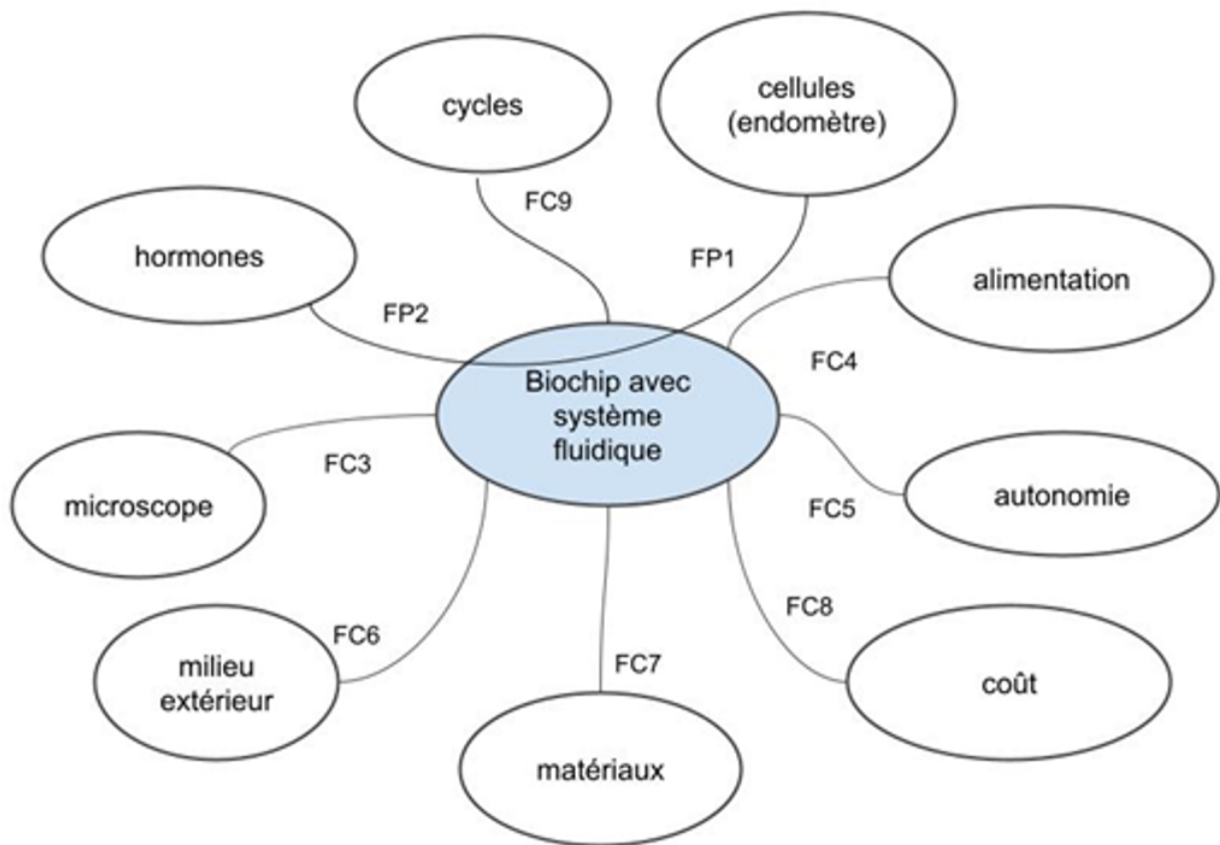 cycles
cellules
(endomètre)
FC9
hormones
FP1
alimentation
FP2
FC4
Biochip avec
système
fluidique
FC3
microscope
FC5
autonomie
FC8
FC6
milieu
extérieur
FC7
coût
matériaux